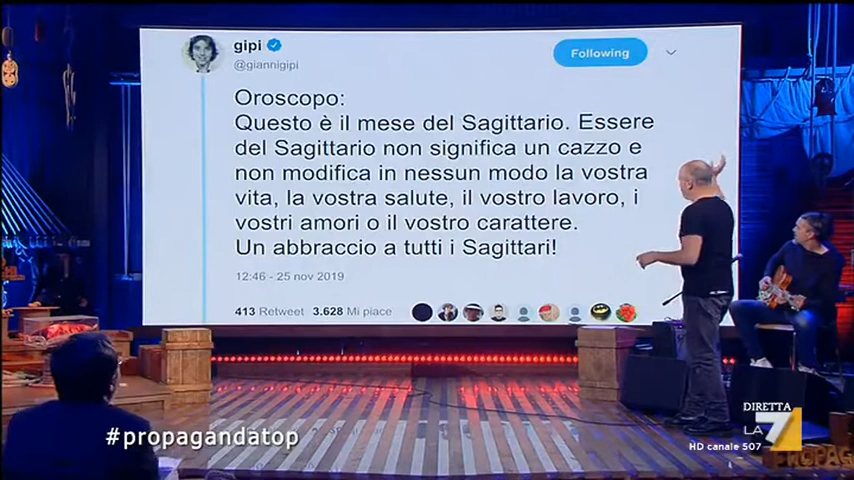 gipi
@giannigipi
Following
Oroscopo:
Questo è il mese del Sagittario. Essere
del Sagittario non significa un cazzo e
non modifica in nessun modo la vostra
vita, la vostra salute, il vostro lavoro, i
vostri amori o il vostro carattere.
Un abbraccio a tutti i Sagittari!
12:46 - 25 nov 2019
413 Retweet 3.628 Mi piace
#propagandatop
DIRETTA
LA 7
HD canale 507
PROPAG